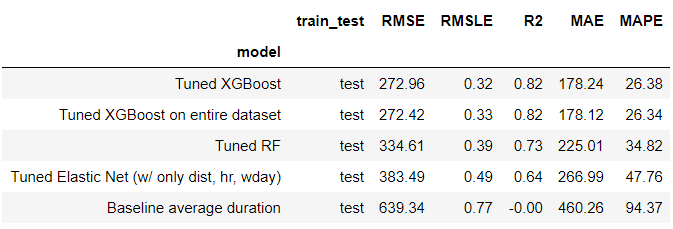 train_test RMSE RMSLE R2 MAE MAPE
model
Tuned XGBoost test 272.96 0.32 0.82 178.24 26.38
Tuned XGBoost on entire dataset test 272.42 0.33 0.82 178.12 26.34
Tuned RF test 334.61 0.39 0.73 225.01 34.82
Tuned Elastic Net (w/ only dist, hr, wday) test 383.49 0.49 0.64 266.99 47.76
Baseline average duration test 639.34 0.77 -0.00 460.26 94.37